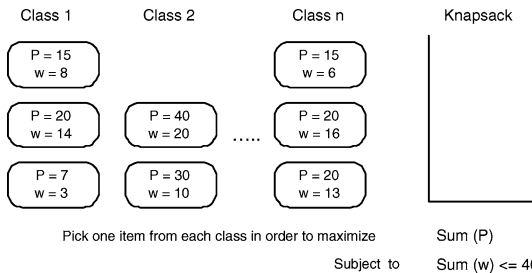 Class 1 Class 2 Class n Knapsack
P = 15
w = 8
P = 15
w = 6
P = 20
w = 14
P = 40
w = 20
.....
P = 20
w = 16
P = 7
w = 3
P = 30
w = 10
P = 20
w = 13
Pick one item from each class in order to maximize Sum (P)
Subject to Sum (w) <= 40